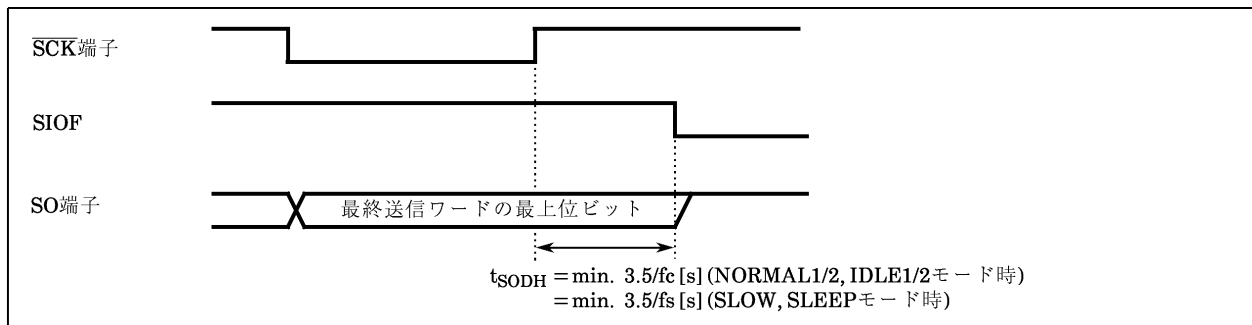 SCK端子
SIOF
SO端子
最終送信ワードの最上位ビット
tSODH = min. 3.5/fc [s] (NORMAL1/2, IDLE1/2モード時)
= min. 3.5/fs [s] (SLOW, SLEEPモード時)